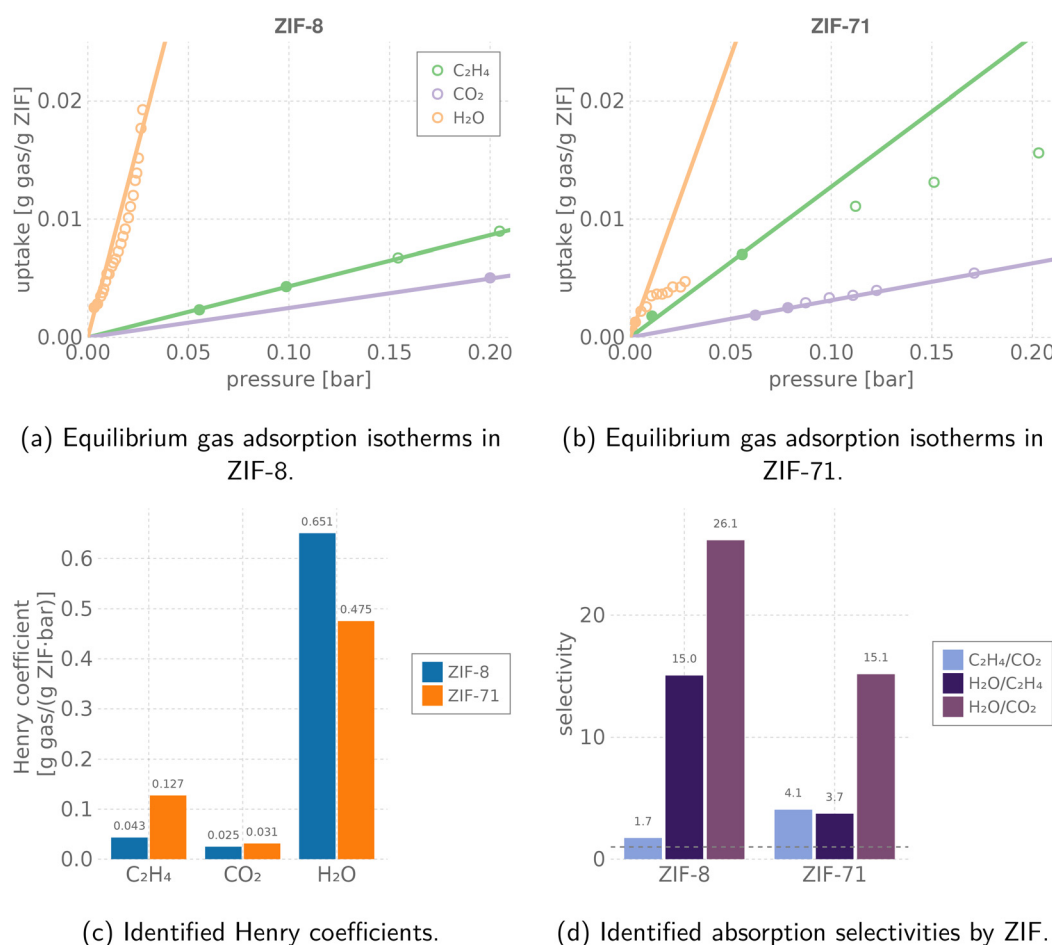 ZIF-8
uptake [g gas/g ZIF]
0.02
0.01
0.00
0.00 0.05 0.10 0.15 0.20
pressure [bar]
C₂H₄
CO₂
H₂O
ZIF-71
uptake [g gas/g ZIF]
0.02
0.01
0.00
0.00 0.05 0.10 0.15 0.20
pressure [bar]
(a) Equilibrium gas adsorption isotherms in
ZIF-8.
(b) Equilibrium gas adsorption isotherms in
ZIF-71.
Henry coefficient
[g gas/(g ZIF·bar)]
0.6
0.5
0.4
0.3
0.2
0.1
0.0
0.043
0.127
0.025
0.031
0.651
0.475
C₂H₄ CO₂ H₂O
ZIF-8
ZIF-71
selectivity
20
10
0
1.7
15.0
26.1
4.1
3.7
15.1
ZIF-8 ZIF-71
C₂H₄/CO₂
H₂O/C₂H₄
H₂O/CO₂
(c) Identified Henry coefficients.
(d) Identified absorption selectivities by ZIF.